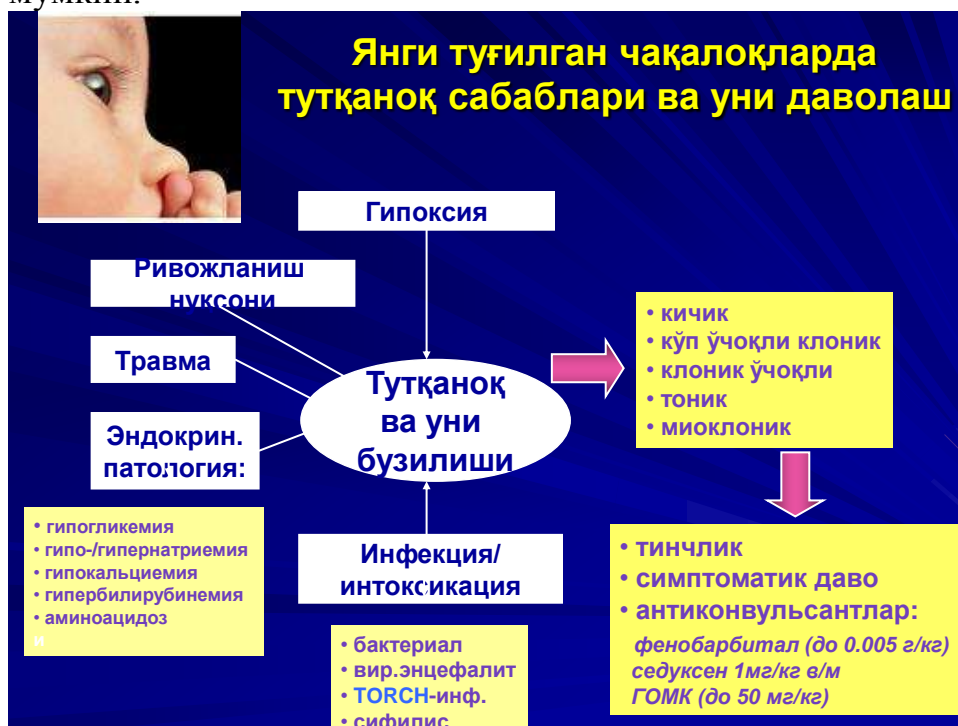 мумкин.
Янги туғилган чақалоқларда
тутқаноқ сабаблари ва уни даволаш
Гипоксия
Ривожланиш
нуксони
Травма
Эндокрин.
патология:
• гипогликемия
• гипо-/гипернатриемия
• гипокальциемия
• гипербилирубинемия
• аминоацидоз
и
Тутқаноқ
ва уни
бузилиши
Инфекция/
интоксикация
• бактериал
• вир.энцефалит
• TORCH-инф.
• сифилис
• кичик
• кўп ўчоқли клоник
• клоник ўчоқли
• тоник
• миоклоник
• тинчлик
• симптоматик даво
• антиконвульсантлар:
фенобарбитал (до 0.005 г/кг)
седуксен 1мг/кг в/м
ГОМК (до 50 мг/кг)